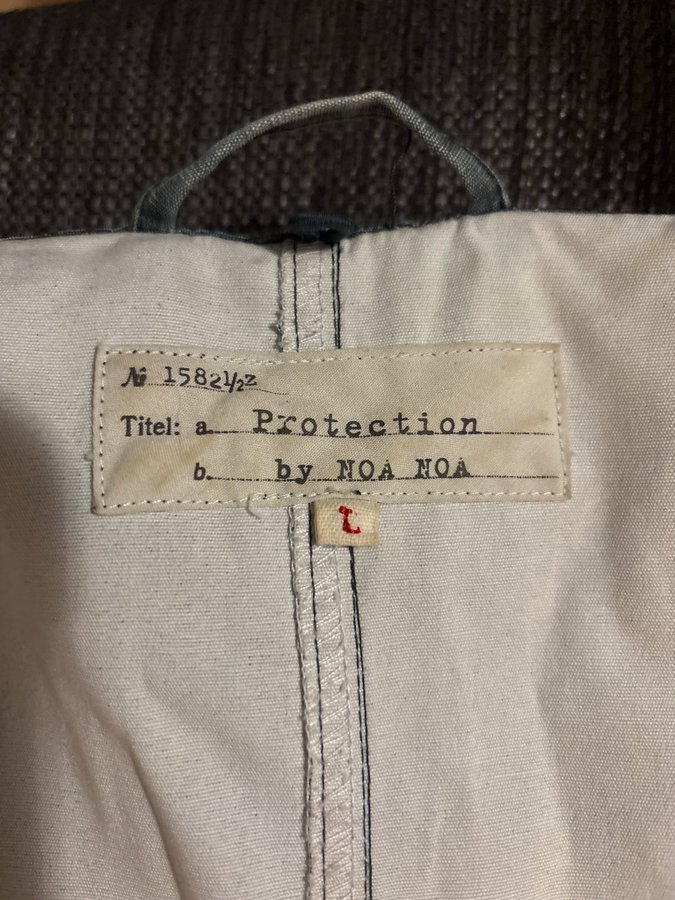 № 15821/2z
Titel: a. Protection
b. by NOA NOA
L